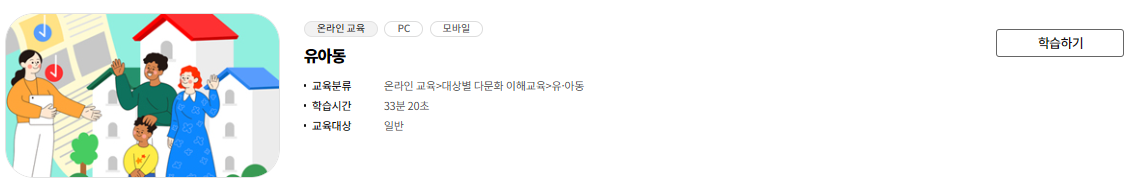 온라인 교육 PC 모바일
학습하기
유아동
• 교육분류 온라인 교육>대상별 다문화 이해교육>유·아동
• 학습시간 33분 20초
• 교육대상 일반